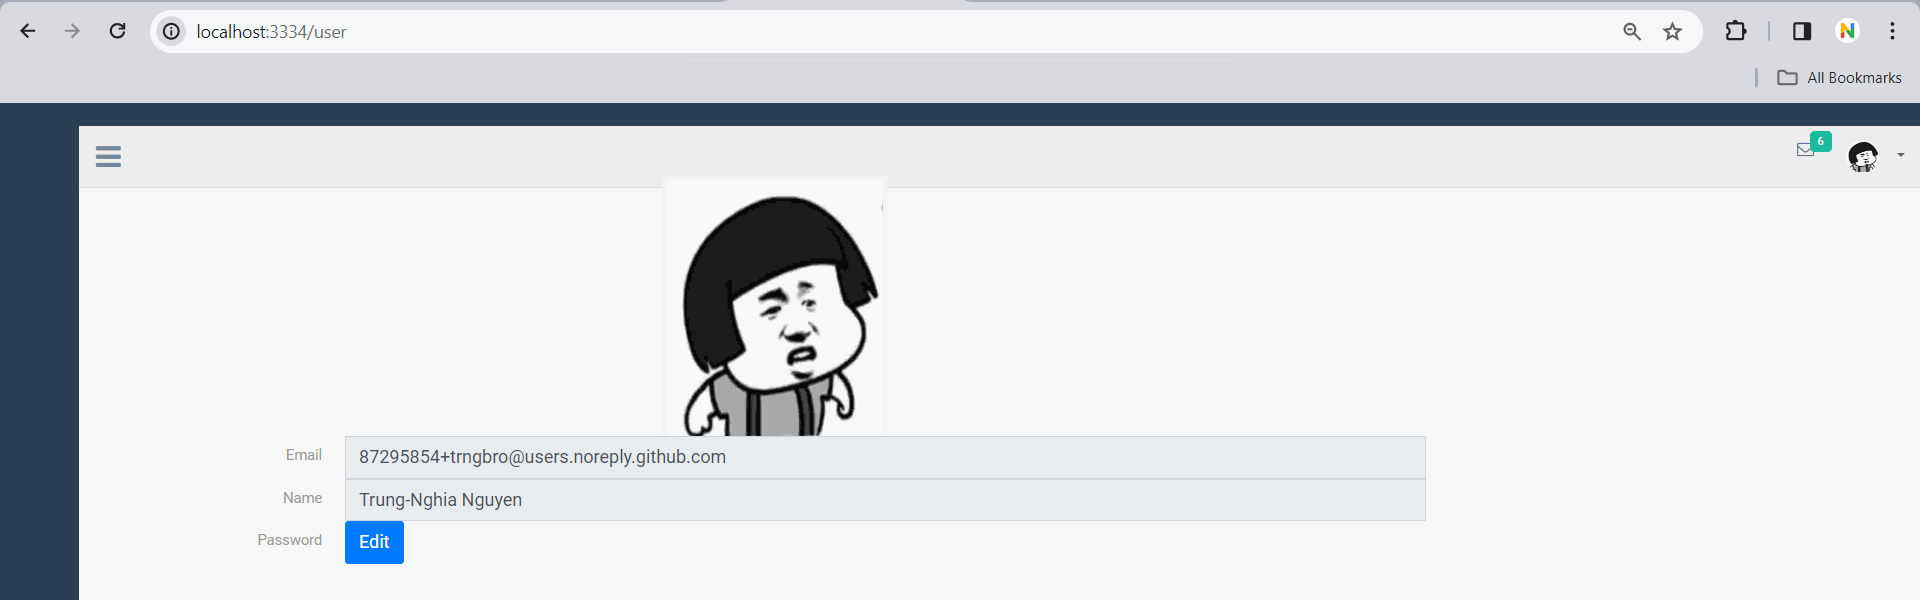 localhost:3334/user
All Bookmarks
6
Email 87295854+trngbro@users.noreply.github.com
Name Trung-Nghia Nguyen
Password Edit